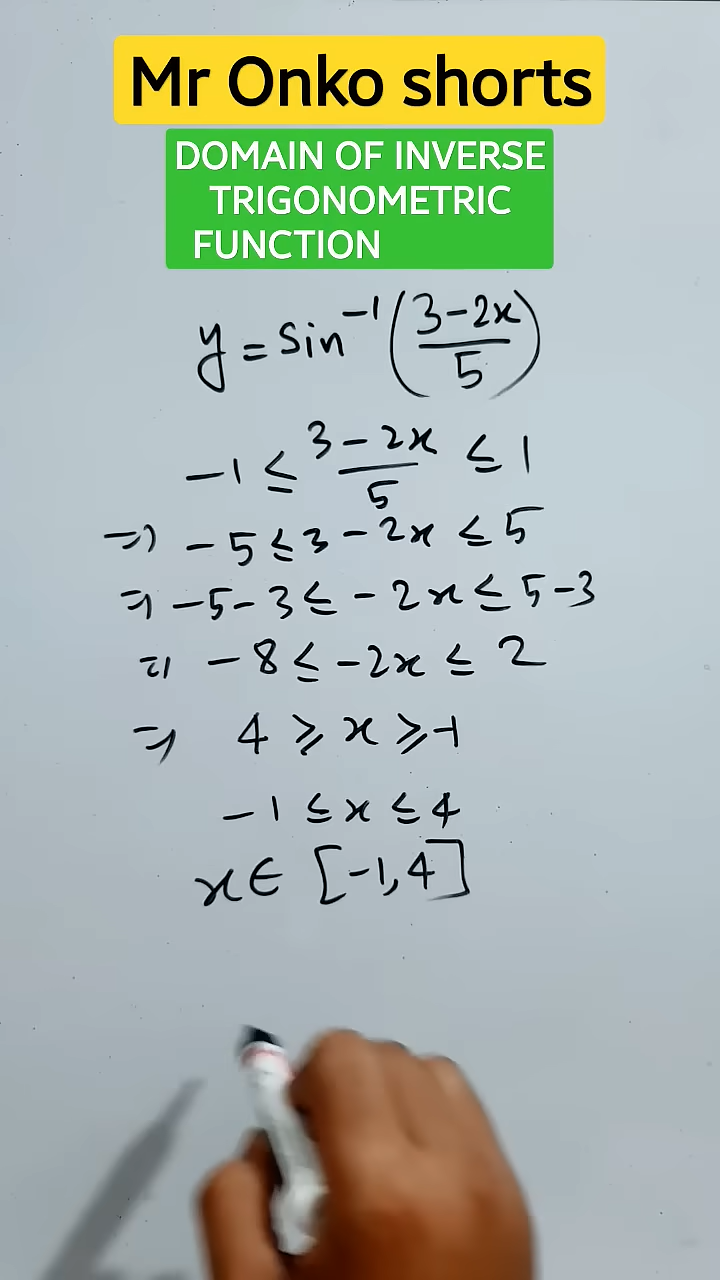 Mr Onko shorts
DOMAIN OF INVERSE
TRIGONOMETRIC
FUNCTION
y = sin⁻¹((3-2x)/5)
-1 ≤ (3-2x)/5 ≤ 1
⇒ -5 ≤ 3-2x ≤ 5
⇒ -5-3 ≤ -2x ≤ 5-3
⇒ -8 ≤ -2x ≤ 2
⇒ 4 ≥ x ≥ -1
-1 ≤ x ≤ 4
x ∈ [-1,4]